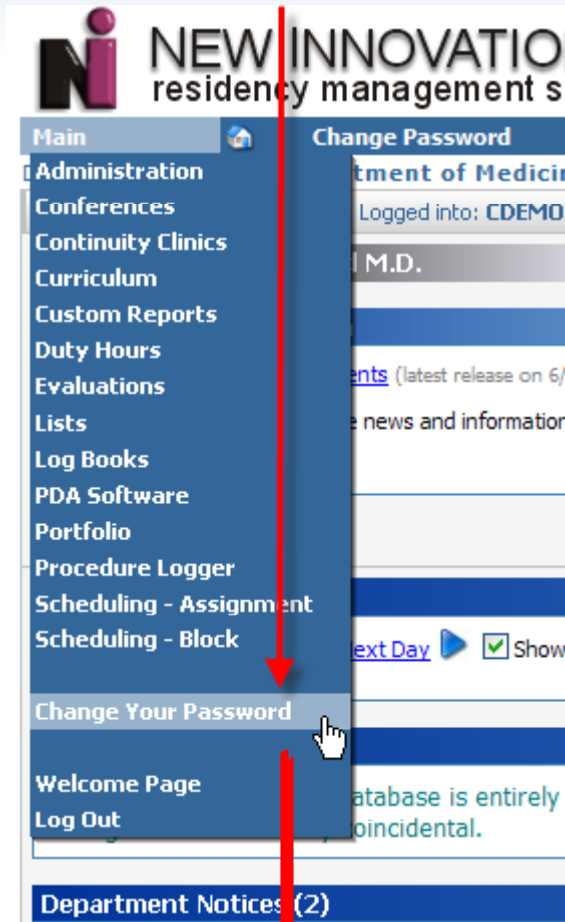 NEW INNOVATIO
residency management s
Main Change Password
Administration tment of Medicin
Conferences Logged into: CDEMO
Continuity Clinics
M.D.
Curriculum
Custom Reports
Duty Hours
ents (latest release on 6/
Evaluations
Lists news and information
Log Books
PDA Software
Portfolio
Procedure Logger
Scheduling - Assignment
Scheduling - Block ext Day Show
Change Your Password
Welcome Page atabase is entirely
Log Out oincidental.
Department Notices (2)